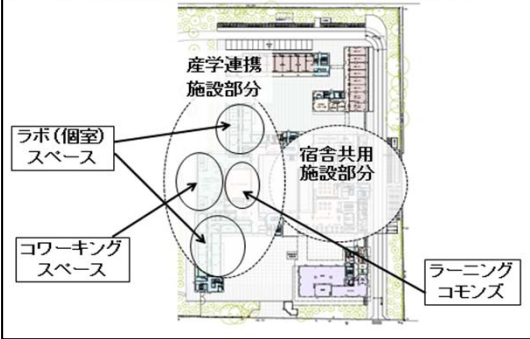 産学連携
施設部分
ラボ(個室)
スペース
宿舎共用
施設部分
コワーキング
スペース
ラーニング
コモンズ